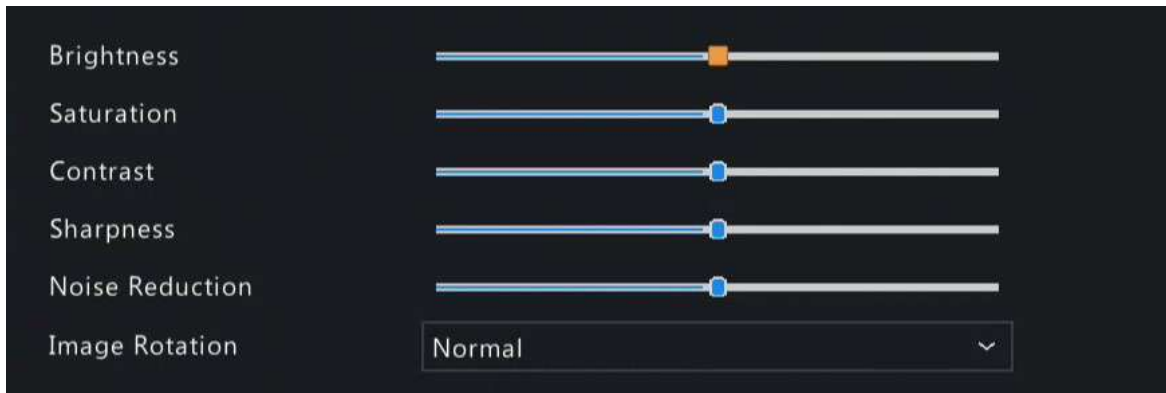 Brightness
Saturation
Contrast
Sharpness
Noise Reduction
Image Rotation Normal